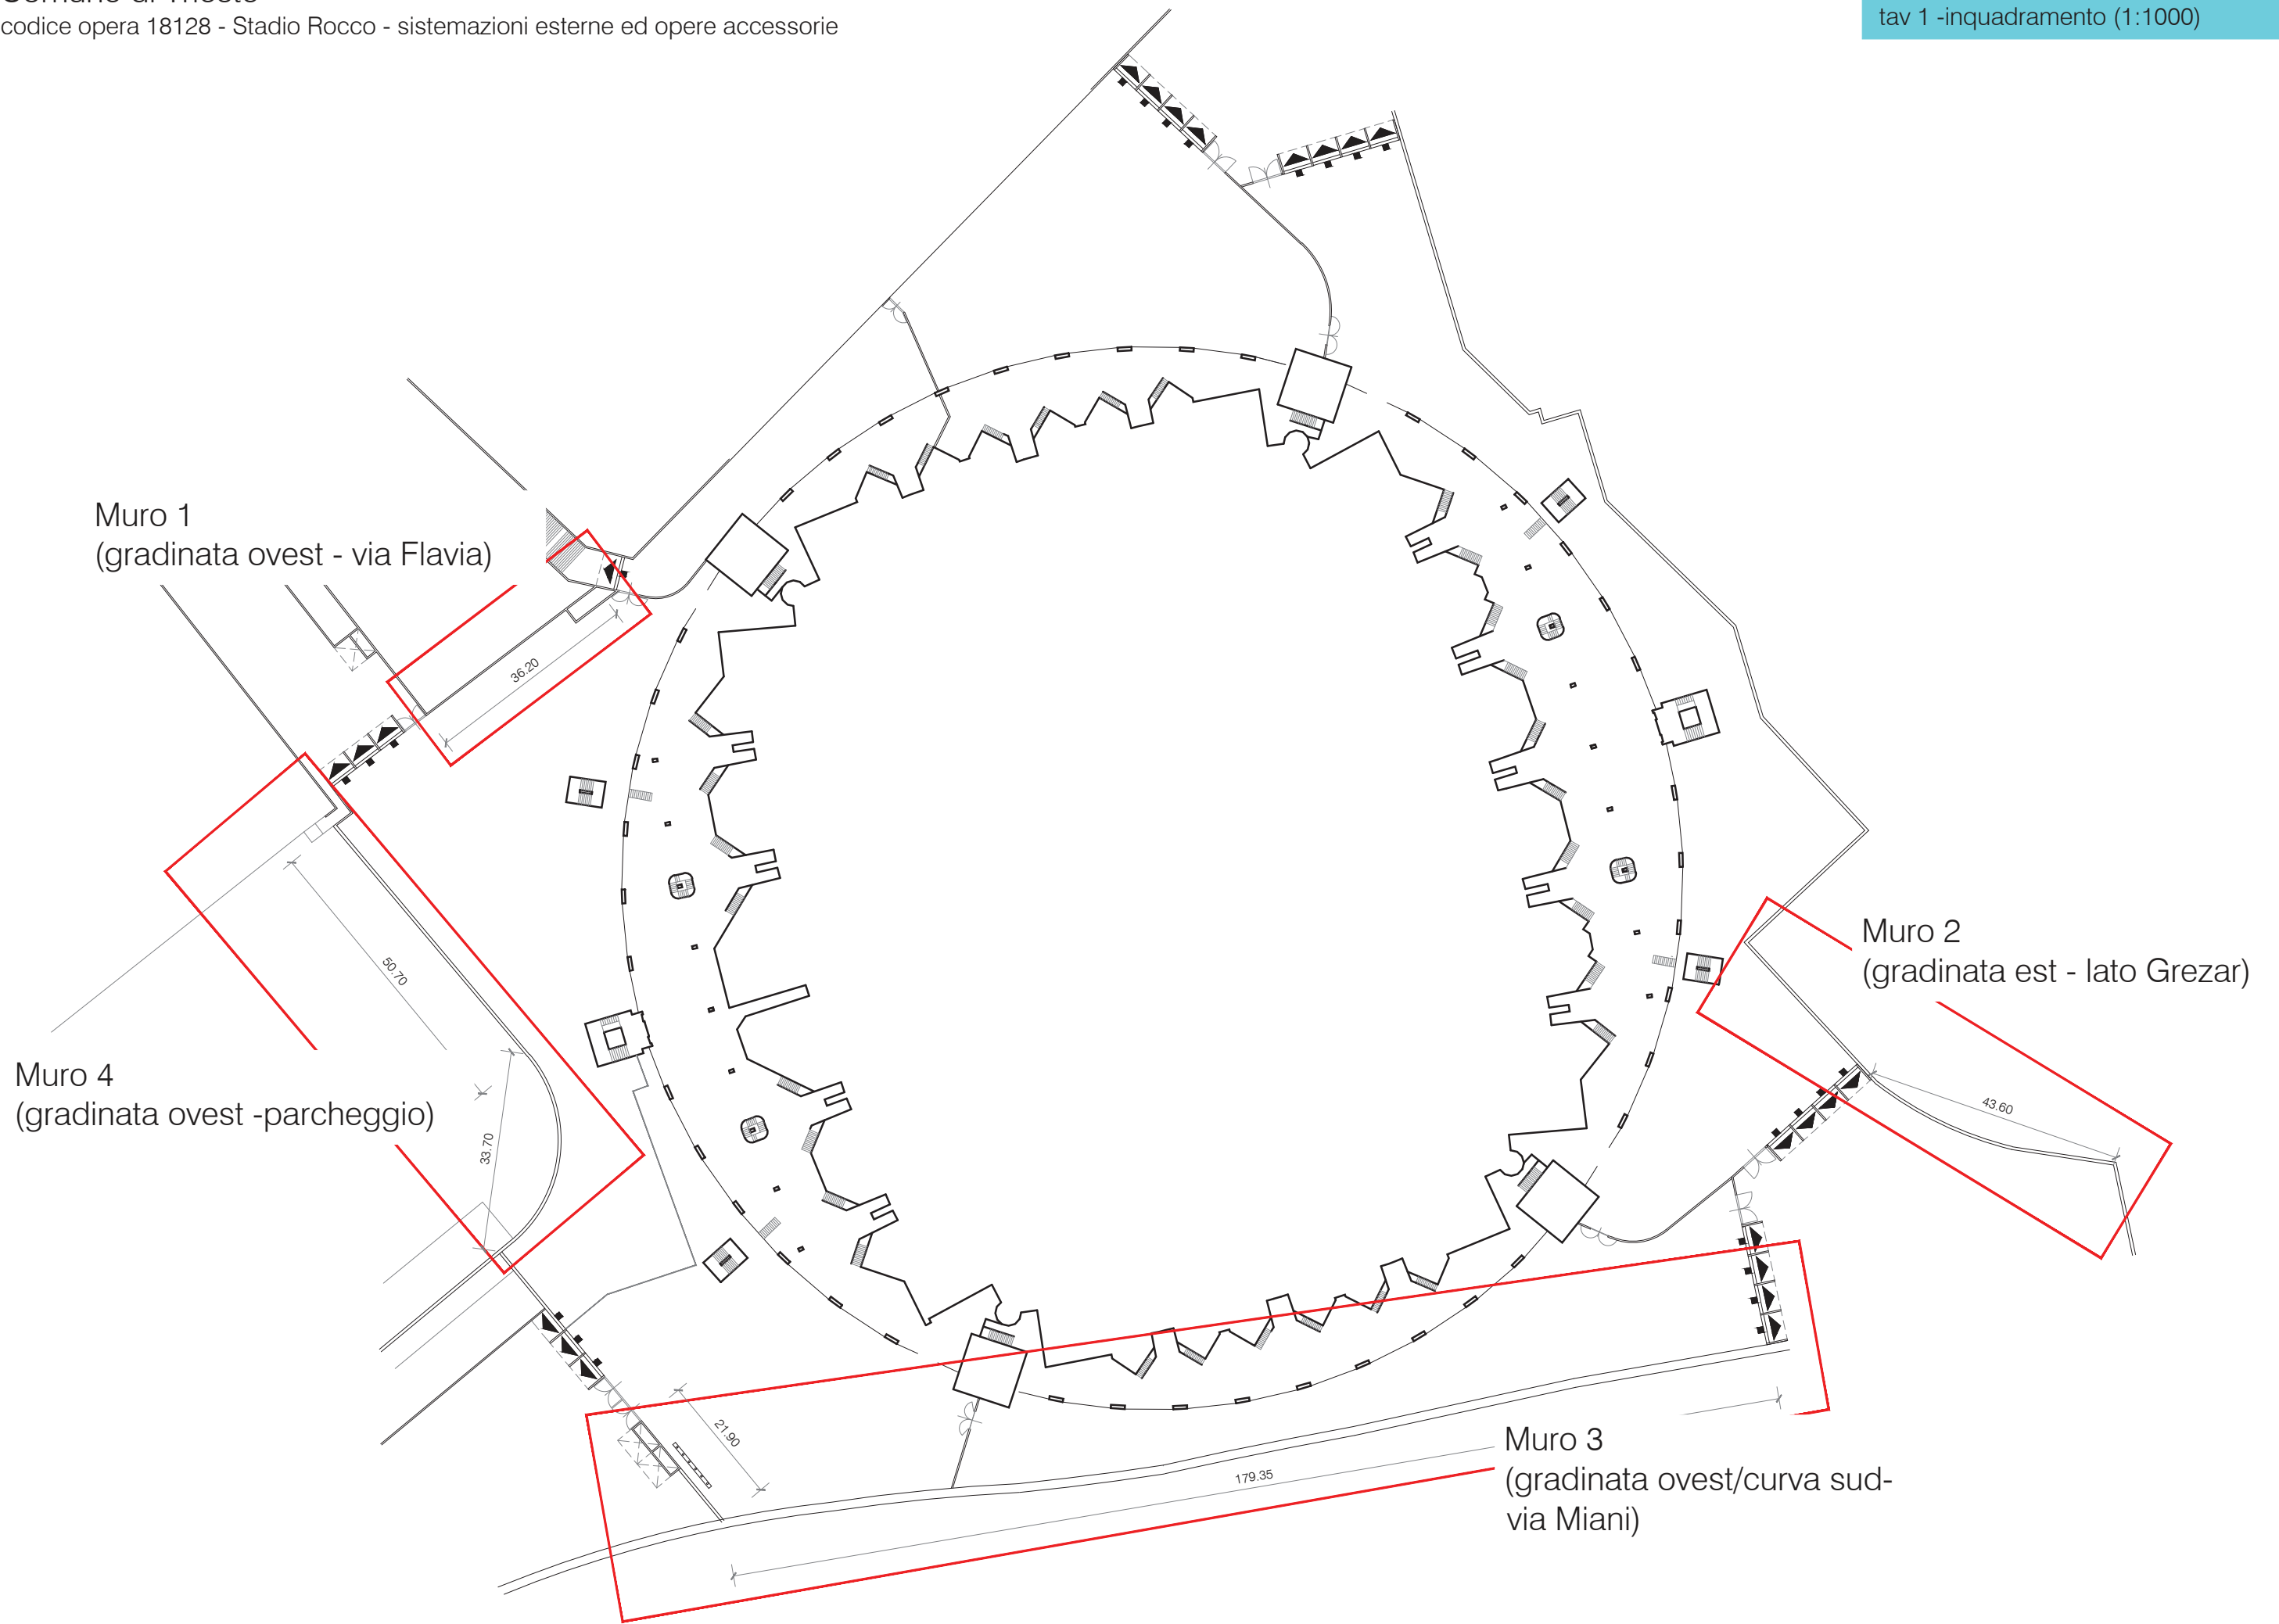 codice opera 18128 - Stadio Rocco - sistemazioni esterne ed opere accessorie
tav 1 -inquadramento (1:1000)
Muro 1
(gradinata ovest - via Flavia)
36.20
Muro 2
(gradinata est - lato Grezar)
43.60
50.70
Muro 4
(gradinata ovest -parcheggio)
33.70
21.90
179.35
Muro 3
(gradinata ovest/curva sud-
via Miani)